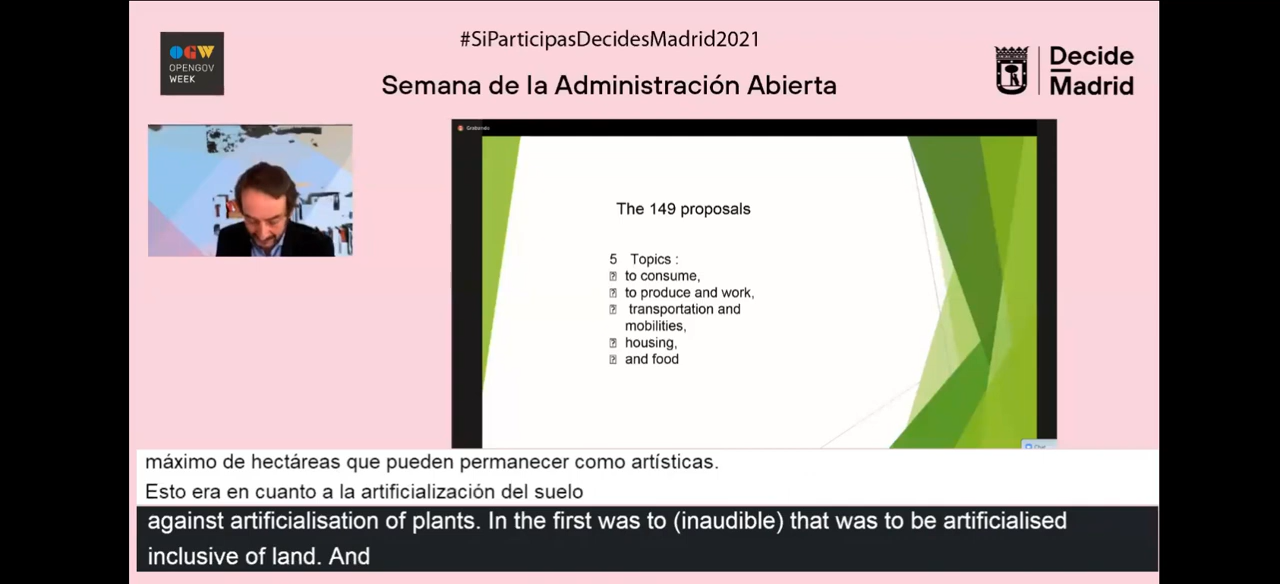 #SiParticipasDecidesMadrid2021
OGW
OPENGOV
WEEK
Semana de la Administración Abierta
Decide
Madrid
Grabando
The 149 proposals
5 Topics :
to consume,
to produce and work,
transportation and
mobilities,
housing,
and food
Chat
máximo de hectáreas que pueden permanecer como artísticas.
Esto era en cuanto a la artificialización del suelo
against artificialisation of plants. In the first was to (inaudible) that was to be artificialised
inclusive of land. And